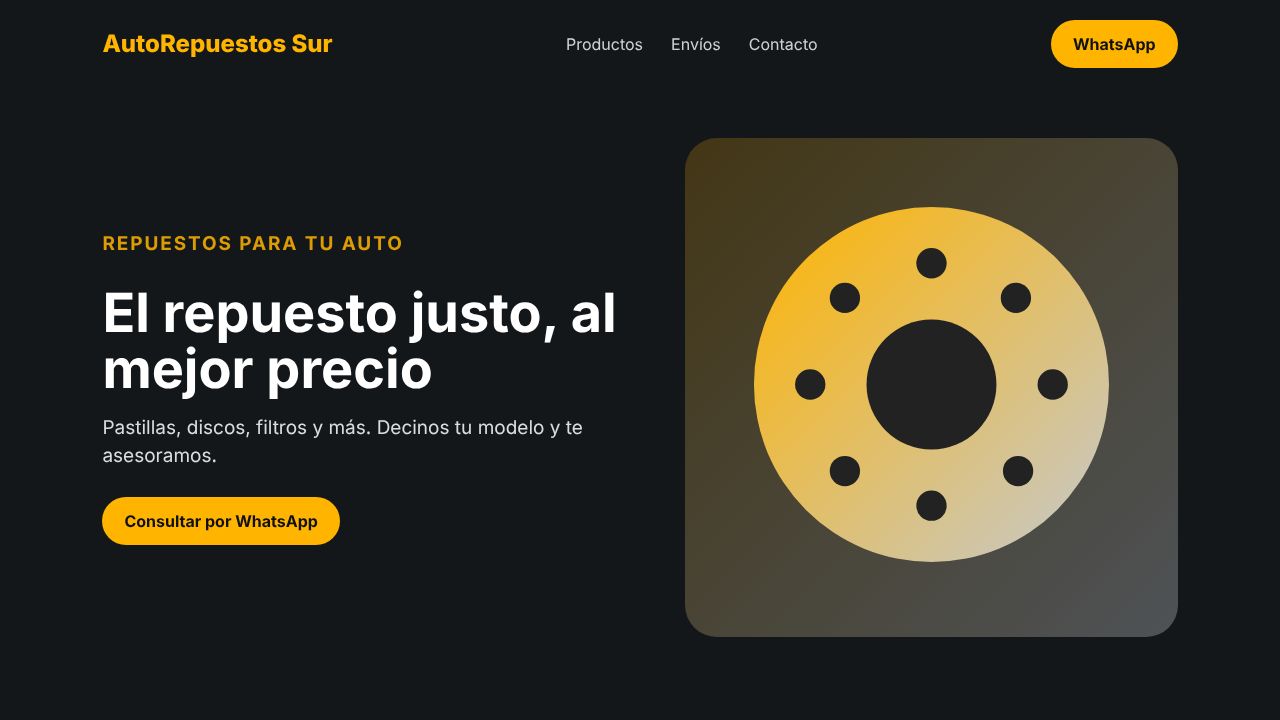 AutoRepuestos Sur
Productos
Envíos
Contacto
WhatsApp
REPUESTOS PARA TU AUTO
El repuesto justo, al
mejor precio
Pastillas, discos, filtros y más. Decinos tu modelo y te
asesoramos.
Consultar por WhatsApp